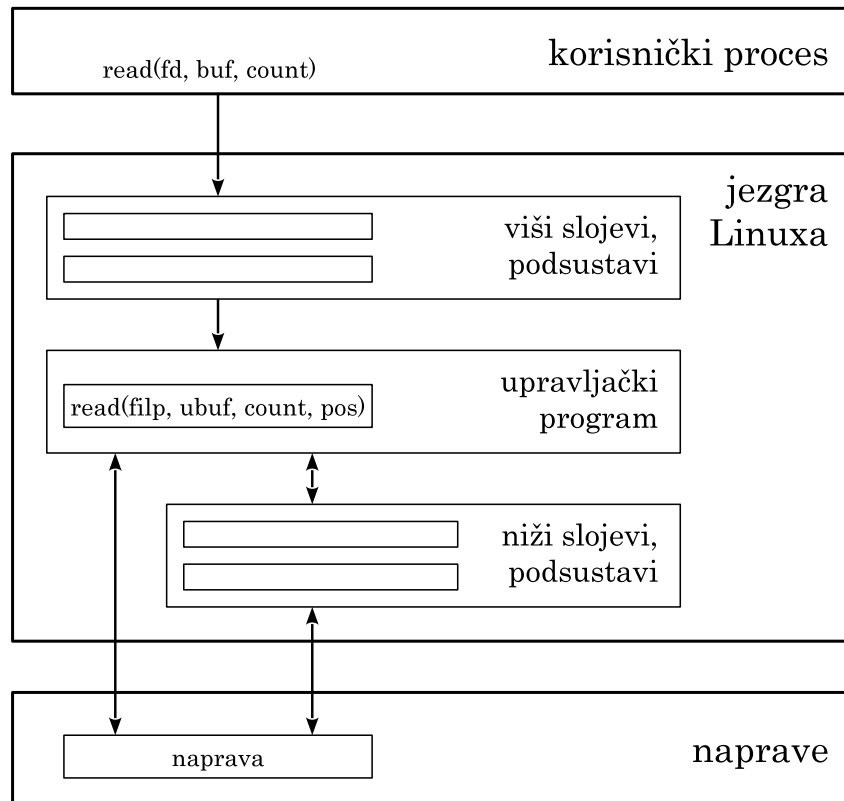 korisnički proces
read(fd, buf, count)
jezgra
Linuxa
viši slojevi,
podsustavi
upravljački
program
read(filp, ubuf, count, pos)
niži slojevi,
podsustavi
naprave
naprava